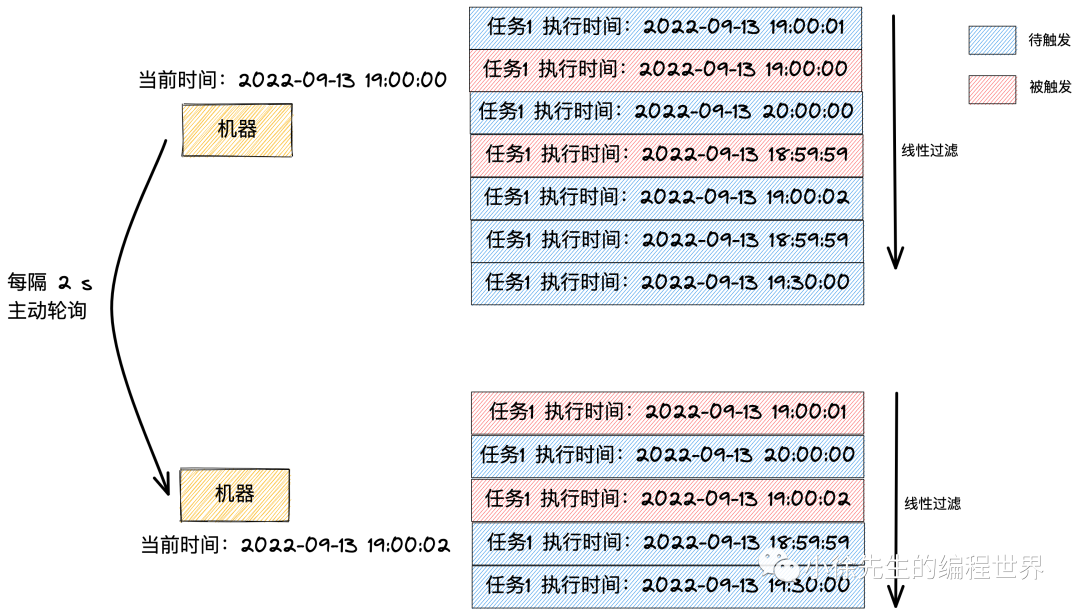 当前时间：2022-09-13 19:00:00
机器
任务1 执行时间：2022-09-13 19:00:01
任务1 执行时间：2022-09-13 19:00:00
任务1 执行时间：2022-09-13 20:00:00
任务1 执行时间：2022-09-13 18:59:59
任务1 执行时间：2022-09-13 19:00:02
任务1 执行时间：2022-09-13 18:59:59
任务1 执行时间：2022-09-13 19:30:00
线性过滤
待触发
被触发
每隔 2 s
主动轮询
机器
当前时间：2022-09-13 19:00:02
任务1 执行时间：2022-09-13 19:00:01
任务1 执行时间：2022-09-13 20:00:00
任务1 执行时间：2022-09-13 19:00:02
任务1 执行时间：2022-09-13 18:59:59
任务1 执行时间：2022-09-13 19:30:00
线性过滤
小徐先生的编程世界